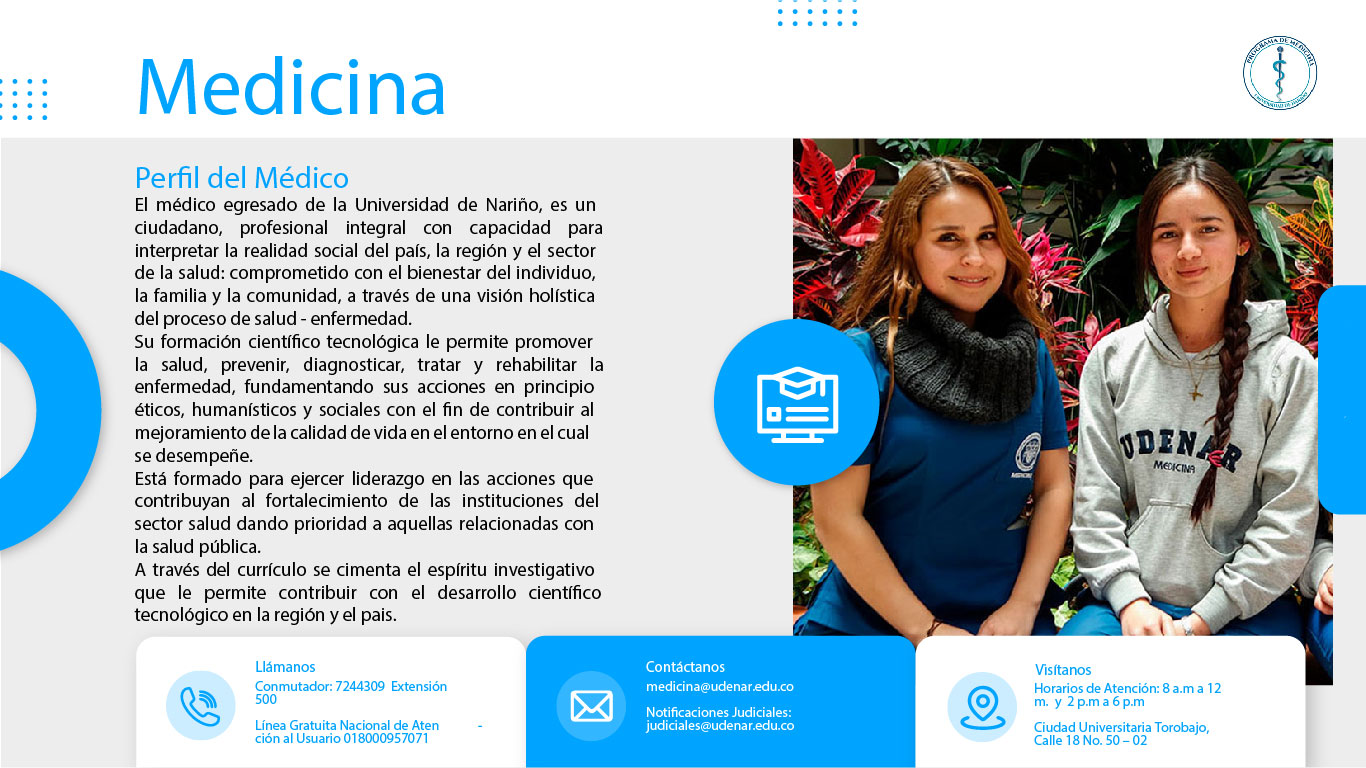 Medicina
PROGRAMA DE MEDICINA
UNIVERSIDAD DE NARIÑO
Perfil del Médico
El médico egresado de la Universidad de Nariño, es un
ciudadano, profesional integral con capacidad para
interpretar la realidad social del país, la región y el sector
de la salud: comprometido con el bienestar del individuo,
la familia y la comunidad, a través de una visión holística
del proceso de salud - enfermedad.
Su formación científico tecnológica le permite promover
la salud, prevenir, diagnosticar, tratar y rehabilitar la
enfermedad, fundamentando sus acciones en principio
éticos, humanísticos y sociales con el fin de contribuir al
mejoramiento de la calidad de vida en el entorno en el cual
se desempeñe.
Está formado para ejercer liderazgo en las acciones que
contribuyan al fortalecimiento de las instituciones del
sector salud dando prioridad a aquellas relacionadas con
la salud pública.
A través del currículo se cimenta el espíritu investigativo
que le permite contribuir con el desarrollo científico
tecnológico en la región y el pais.
UDENAR
MEDICINA
Llámanos
Conmutador: 7244309 Extensión
500
Línea Gratuita Nacional de Aten -
ción al Usuario 018000957071
Contáctanos
medicina@udenar.edu.co
Notificaciones Judiciales:
judiciales@udenar.edu.co
Visítanos
Horarios de Atención: 8 a.m a 12
m. y 2 p.m a 6 p.m
Ciudad Universitaria Torobajo,
Calle 18 No. 50 – 02